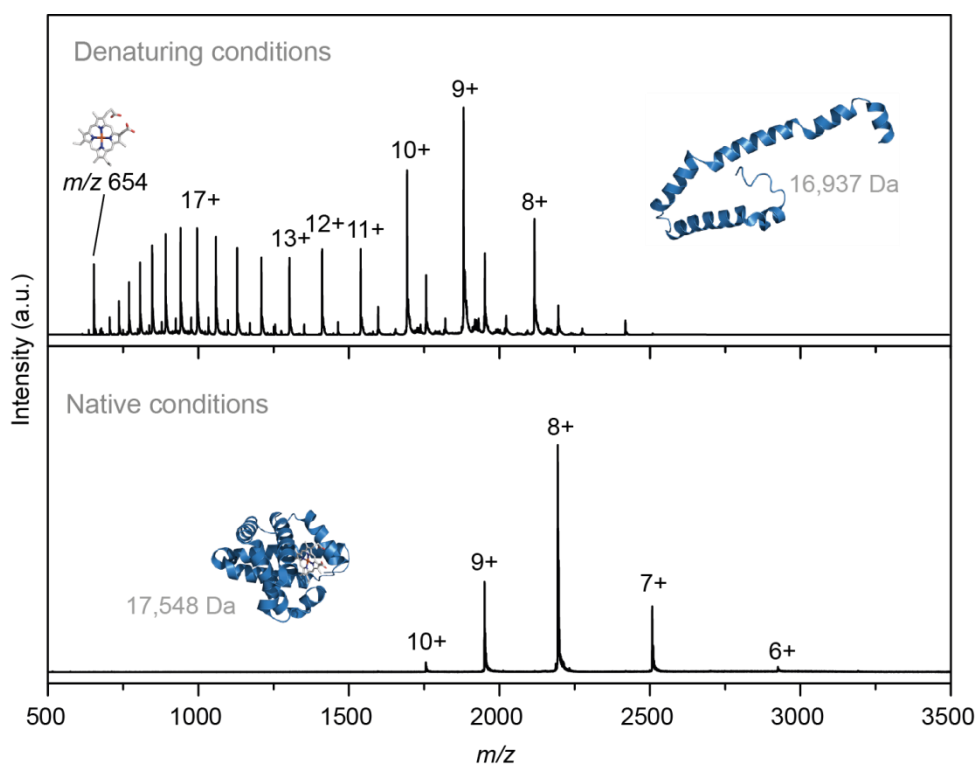 Denaturing conditions
m/z 654
17+
13+
12+
11+
10+
9+
8+
16,937 Da
Intensity (a.u.)
Native conditions
17,548 Da
10+
9+
8+
7+
6+
500
1000
1500
2000
2500
3000
3500
m/z